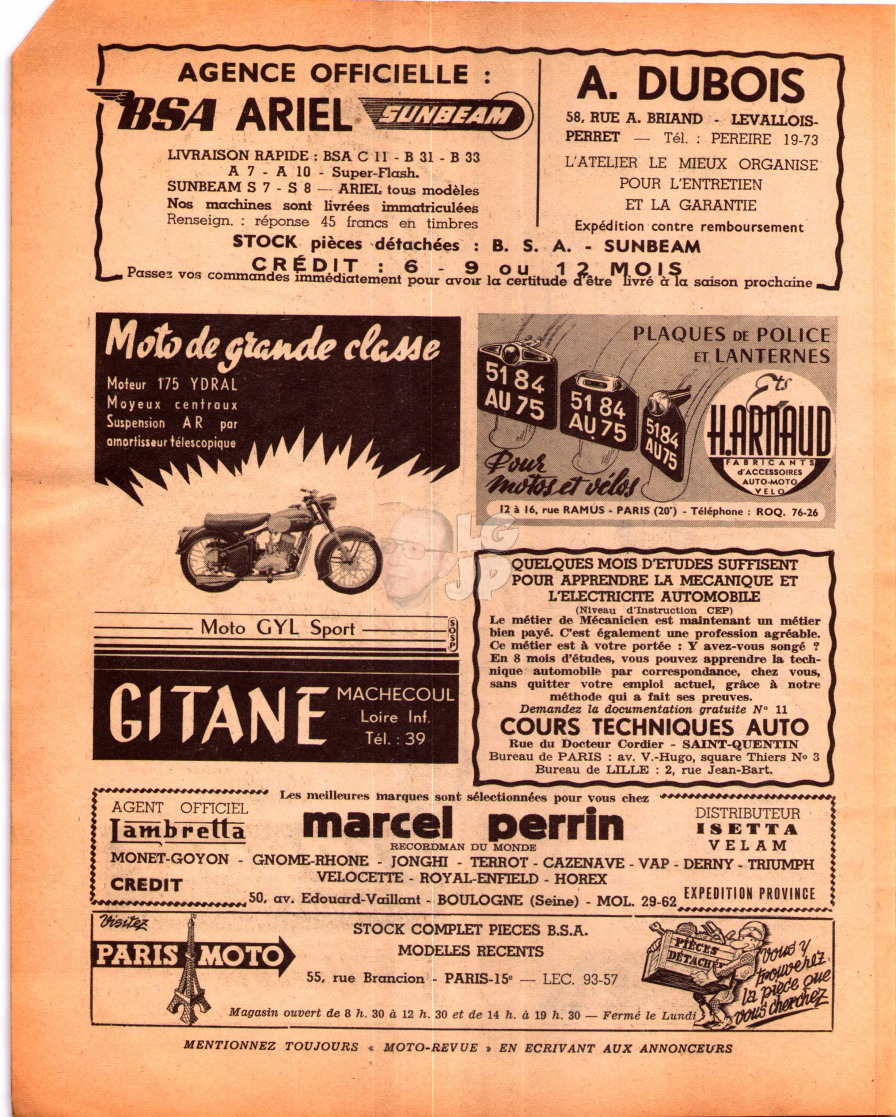 AGENCE OFFICIELLE :
BSA ARIEL SUNBEAM
LIVRAISON RAPIDE : BSA C 11 - B 31 - B 33
A 7 - A 10 - Super-Flash.
SUNBEAM S 7 - S 8 — ARIEL tous modèles
Nos machines sont livrées immatriculées
Renseign. : réponse 45 francs en timbres
A. DUBOIS
58, RUE A. BRIAND - LEVALLOIS-
PERRET — Tél. : PEREIRE 19-73
L'ATELIER LE MIEUX ORGANISE
POUR L'ENTRETIEN
ET LA GARANTIE
Expédition contre remboursement
STOCK pièces détachées : B. S. A. - SUNBEAM
CRÉDIT : 6 - 9 ou 12 MOIS
Passez vos commandes immédiatement pour avoir la certitude d'être livré à la saison prochaine
Moto de grande classe
Moteur 175 YDRAL
Moyeux centraux
Suspension AR par
amortisseur télescopique
LG
JP
Moto GYL Sport
SOSP
GITANE
MACHECOUL
Loire Inf.
Tél. : 39
PLAQUES DE POLICE
ET LANTERNES
51 84
AU 75
51 84
AU 75
5184
AU 75
Pour
motos et vélos
Ets
H. ARNAUD
FABRICANTS
d'ACCESSOIRES
AUTO-MOTO
VELO
12 à 16, rue RAMUS - PARIS (20e) - Téléphone : ROQ. 76-26
QUELQUES MOIS D'ETUDES SUFFISENT
POUR APPRENDRE LA MECANIQUE ET
L'ELECTRICITE AUTOMOBILE
(Niveau d'Instruction CEP)
Le métier de Mécanicien est maintenant un métier
bien payé. C'est également une profession agréable.
Ce métier est à votre portée : Y avez-vous songé ?
En 8 mois d'études, vous pouvez apprendre la tech-
nique automobile par correspondance, chez vous,
sans quitter votre emploi actuel, grâce à notre
méthode qui a fait ses preuves.
Demandez la documentation gratuite N° 11
COURS TECHNIQUES AUTO
Rue du Docteur Cordier - SAINT-QUENTIN
Bureau de PARIS : av. V.-Hugo, square Thiers N° 3
Bureau de LILLE : 2, rue Jean-Bart.
Les meilleures marques sont sélectionnées pour vous chez
AGENT OFFICIEL
Lambretta
marcel perrin
RECORDMAN DU MONDE
DISTRIBUTEUR
ISETTA
VELAM
MONET-GOYON - GNOME-RHONE - JONGHI - TERROT - CAZENAVE - VAP - DERNY - TRIUMPH
VELOCETTE - ROYAL-ENFIELD - HOREX
CREDIT
50, av. Edouard-Vaillant - BOULOGNE (Seine) - MOL. 29-62
EXPEDITION PROVINCE
Visitez
PARIS MOTO
STOCK COMPLET PIECES B.S.A.
MODELES RECENTS
55, rue Brancion - PARIS-15e — LEC. 93-57
Magasin ouvert de 8 h. 30 à 12 h. 30 et de 14 h. à 19 h. 30 — Fermé le Lundi
PIÈCES
DÉTACHÉES
Vous y
trouverez
la pièce que
vous cherchez
MENTIONNEZ TOUJOURS « MOTO-REVUE » EN ECRIVANT AUX ANNONCEURS